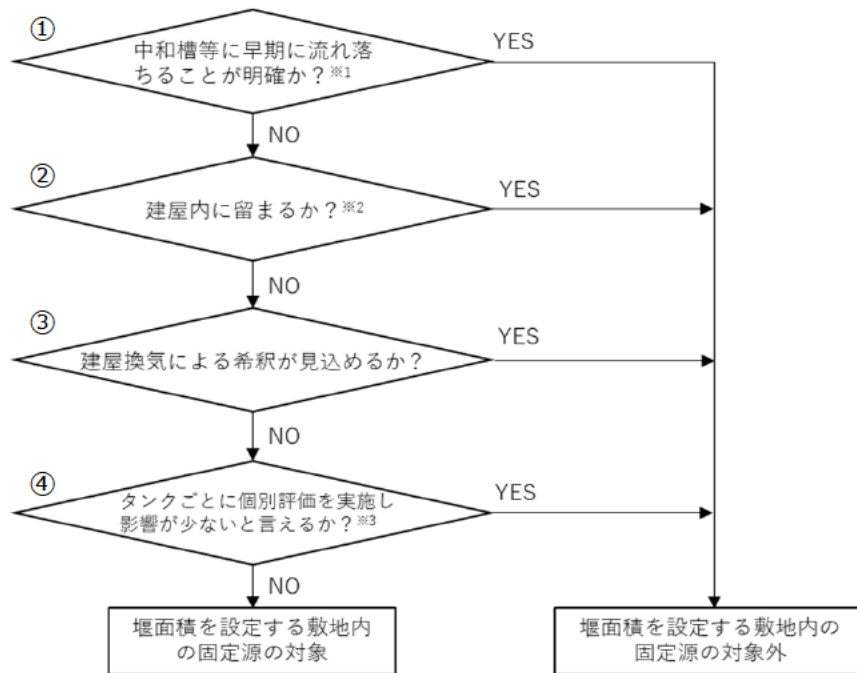 ①
中和槽等に早期に流れ落
ちることが明確か？※1
YES
NO
②
建屋内に留まるか？※2
YES
NO
③
建屋換気による希釈が見込めるか？
YES
NO
④
タンクごとに個別評価を実施し
影響が少ないと言えるか？※3
YES
NO
堰面積を設定する敷地内
の固定源の対象
堰面積を設定する敷地内の
固定源の対象外